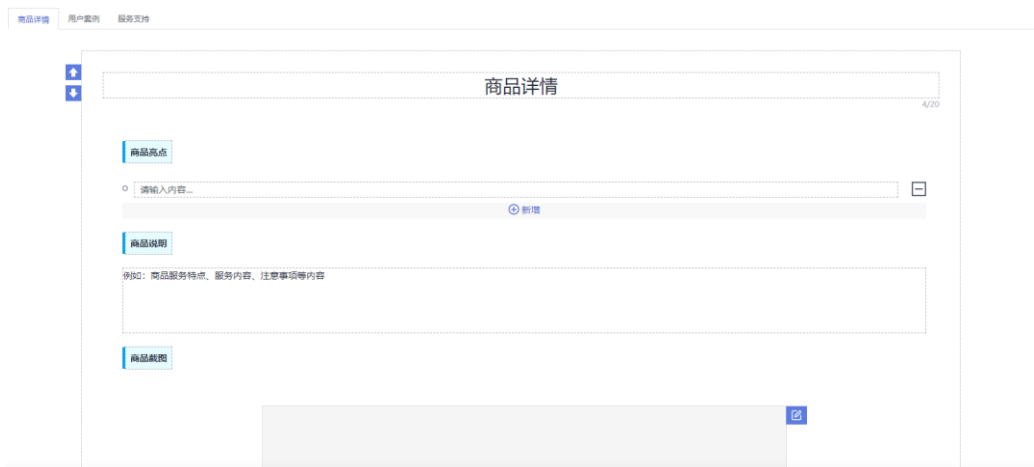 商品详情 用户案例 服务支持
商品详情
4/20
商品亮点
请输入内容...
新增
商品说明
例如：商品服务特点、服务内容、注意事项等内容
商品截图